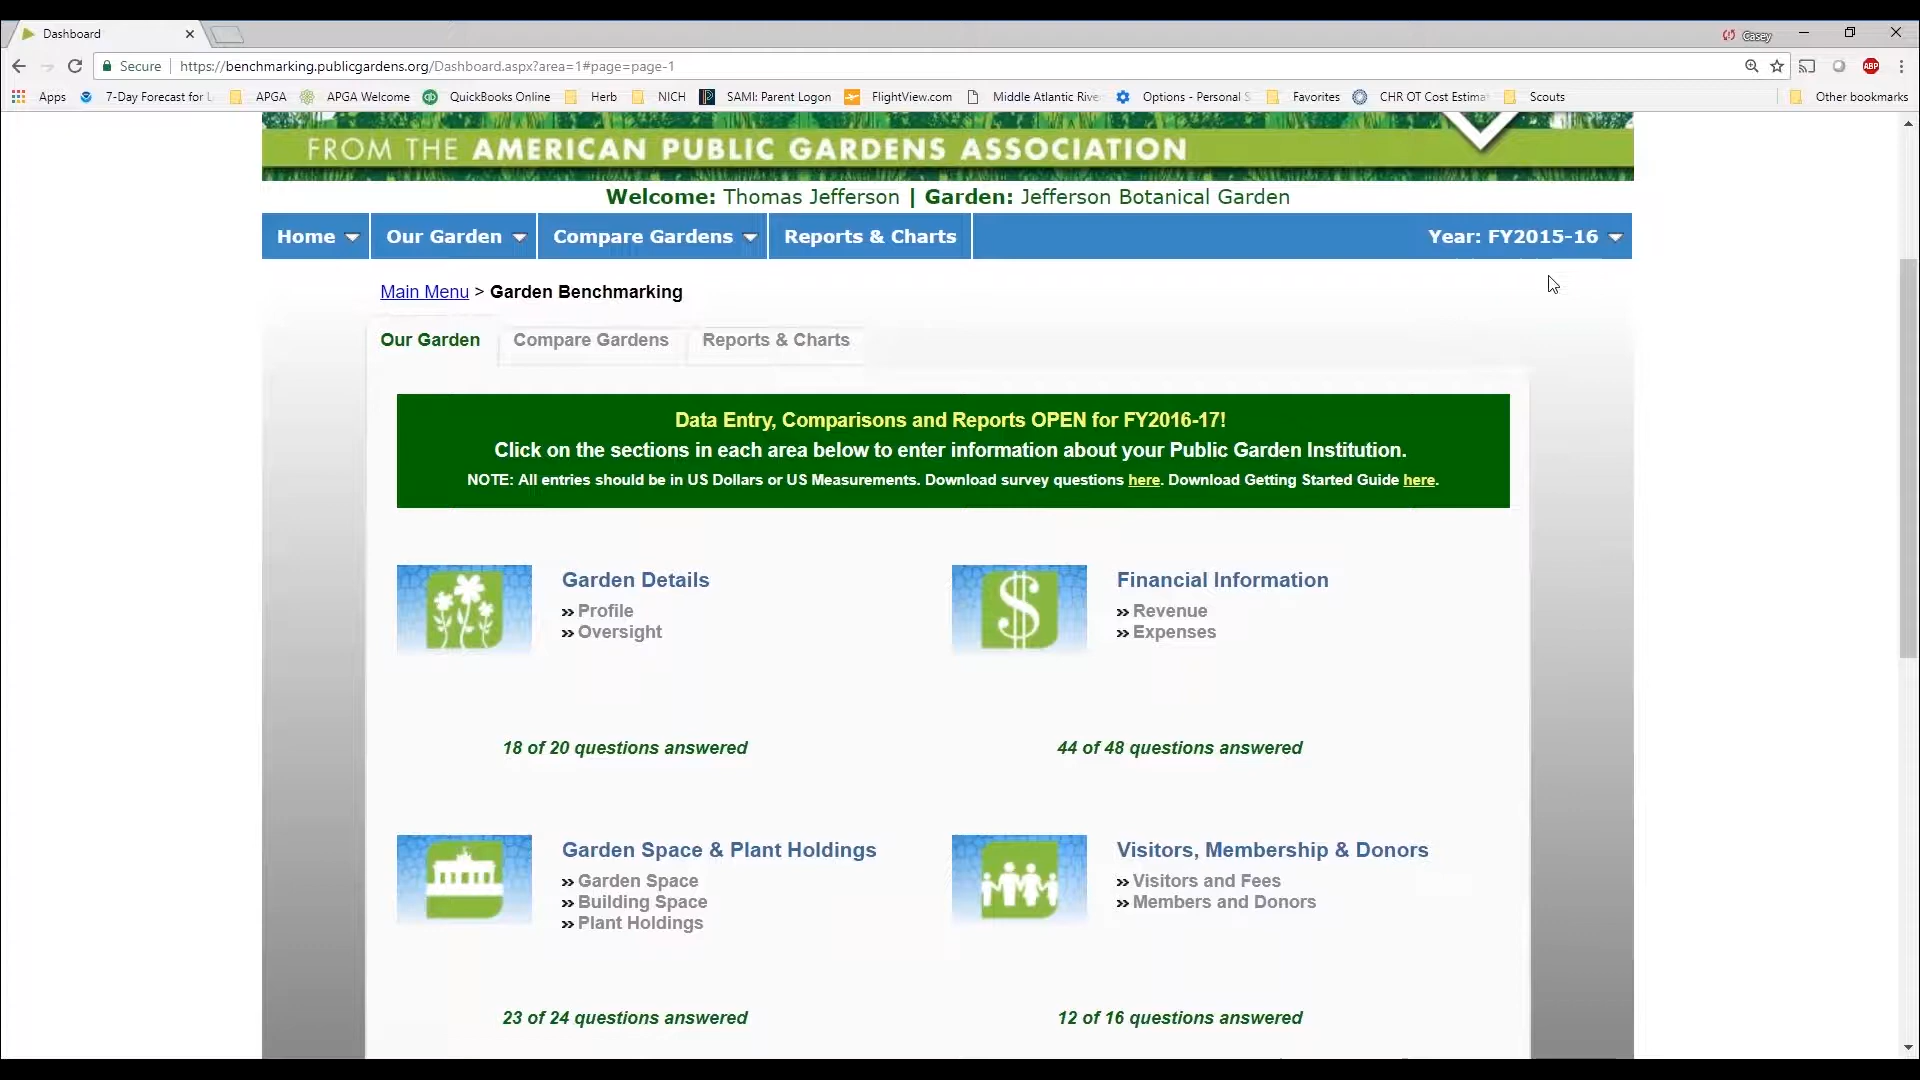 Dashboard
Casey
Secure https://benchmarking.publicgardens.org/Dashboard.aspx?area=1#page=page-1
ABP
Apps 7-Day Forecast for APGA APGA Welcome QuickBooks Online Herb NICH SAMI: Parent Logon FlightView.com Middle Atlantic Rive Options - Personal S Favorites CHR OT Cost Estima Scouts Other bookmarks
FROM THE AMERICAN PUBLIC GARDENS ASSOCIATION
Welcome: Thomas Jefferson | Garden: Jefferson Botanical Garden
Home Our Garden Compare Gardens Reports & Charts Year: FY2015-16
Main Menu > Garden Benchmarking
Our Garden Compare Gardens Reports & Charts
Data Entry, Comparisons and Reports OPEN for FY2016-17!
Click on the sections in each area below to enter information about your Public Garden Institution.
NOTE: All entries should be in US Dollars or US Measurements. Download survey questions here. Download Getting Started Guide here.
Garden Details
» Profile
» Oversight
18 of 20 questions answered
Financial Information
» Revenue
» Expenses
44 of 48 questions answered
Garden Space & Plant Holdings
» Garden Space
» Building Space
» Plant Holdings
23 of 24 questions answered
Visitors, Membership & Donors
» Visitors and Fees
» Members and Donors
12 of 16 questions answered